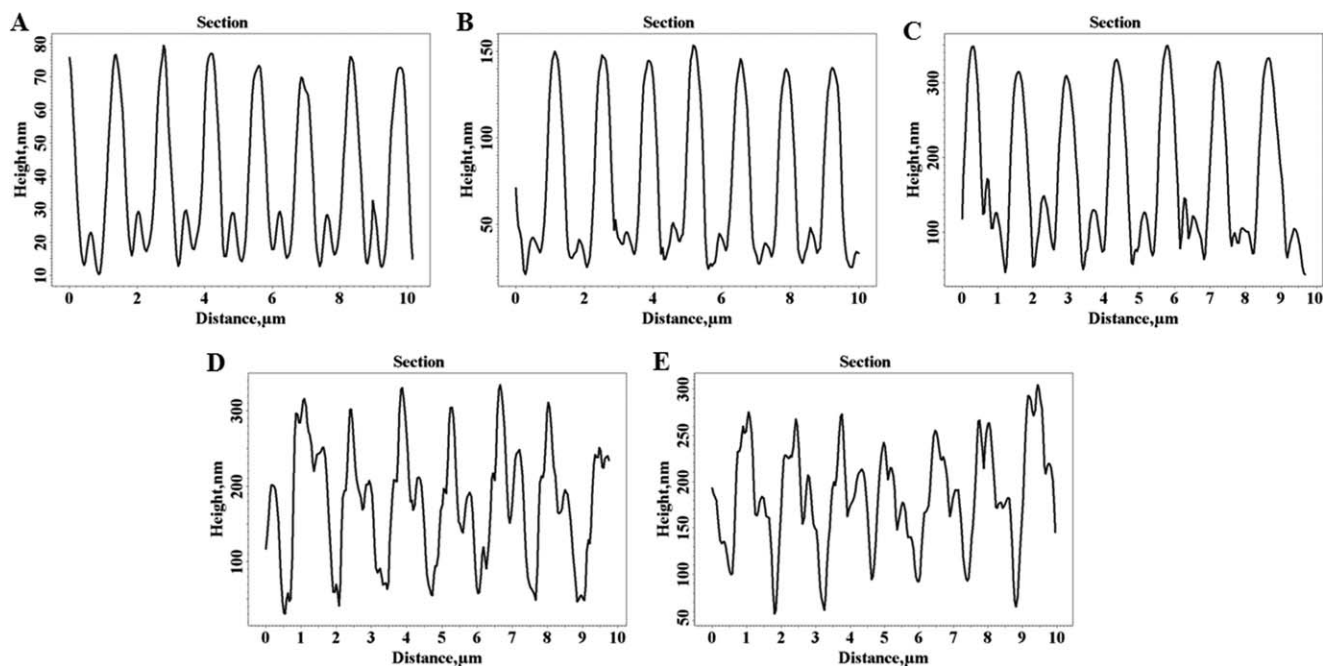 A
Section
Height,nm
80
70
60
50
40
30
20
10
0 2 4 6 8 10
Distance,µm
B
Section
Height,nm
150
100
50
0 2 4 6 8 10
Distance,µm
C
Section
Height,nm
300
200
100
0 1 2 3 4 5 6 7 8 9 10
Distance,µm
D
Section
Height,nm
300
200
100
0 1 2 3 4 5 6 7 8 9 10
Distance,µm
E
Section
Height,nm
300
250
200
150
100
50
0 1 2 3 4 5 6 7 8 9 10
Distance,µm